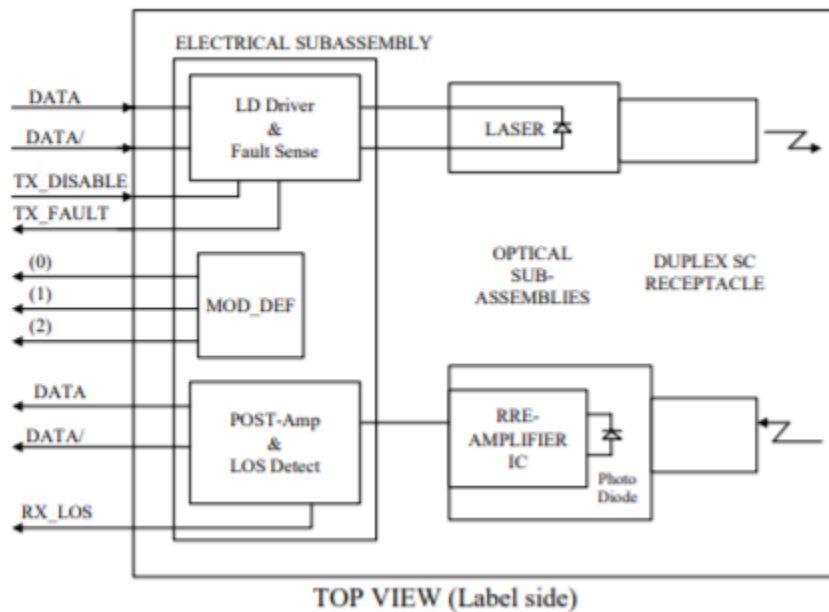 ELECTRICAL SUBASSEMBLY
DATA
DATA/
TX_DISABLE
TX_FAULT
LD Driver
&
Fault Sense
LASER
(0)
(1)
(2)
MOD_DEF
OPTICAL
SUB-
ASSEMBLIES
DUPLEX SC
RECEPTACLE
DATA
DATA/
RX_LOS
POST-Amp
&
LOS Detect
RRE-
AMPLIFIER
IC
Photo
Diode
TOP VIEW (Label side)